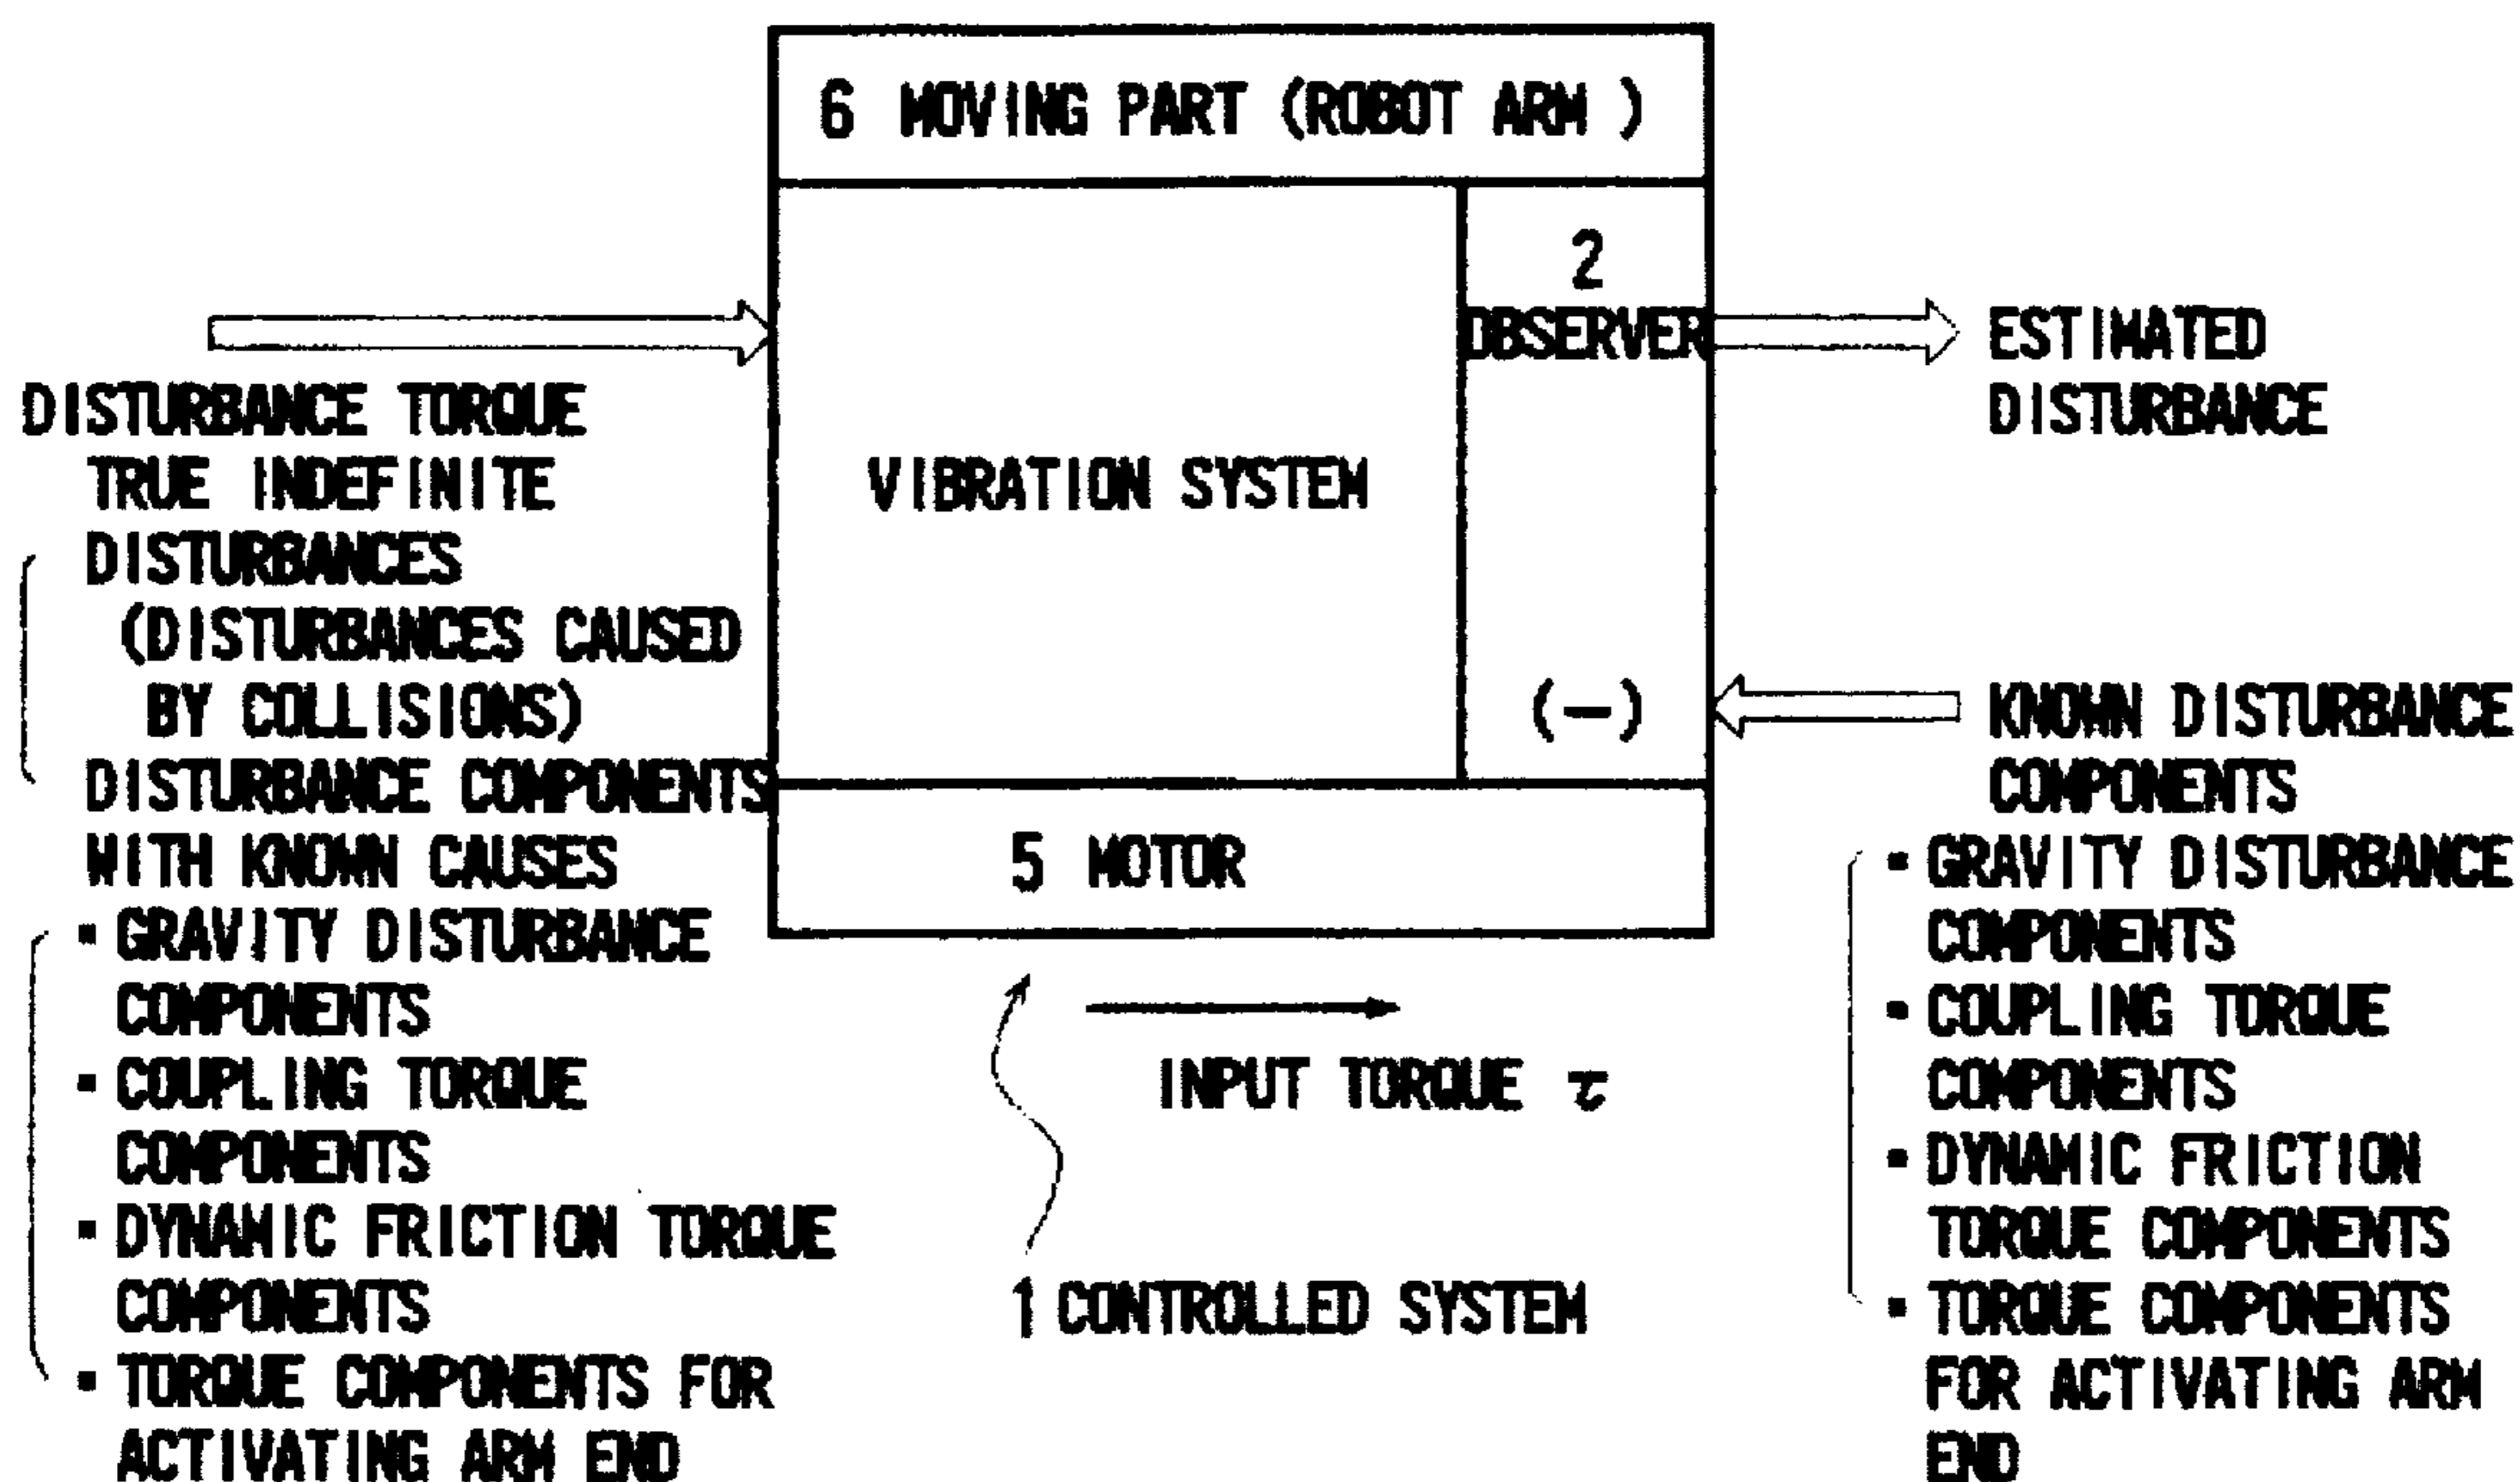 6 MOVING PART (ROBOT ARM )
2
OBSERVER
VIBRATION SYSTEM
(-)
5 MOTOR
DISTURBANCE TORQUE
TRUE INDEFINITE
DISTURBANCES
(DISTURBANCES CAUSED
BY COLLISIONS)
DISTURBANCE COMPONENTS
WITH KNOWN CAUSES
▪ GRAVITY DISTURBANCE
COMPONENTS
▪ COUPLING TORQUE
COMPONENTS
▪ DYNAMIC FRICTION TORQUE
COMPONENTS
▪ TORQUE COMPONENTS FOR
ACTIVATING ARM END
INPUT TORQUE τ
1 CONTROLLED SYSTEM
ESTIMATED
DISTURBANCE
KNOWN DISTURBANCE
COMPONENTS
▪ GRAVITY DISTURBANCE
COMPONENTS
▪ COUPLING TORQUE
COMPONENTS
▪ DYNAMIC FRICTION
TORQUE COMPONENTS
▪ TORQUE COMPONENTS
FOR ACTIVATING ARM
END